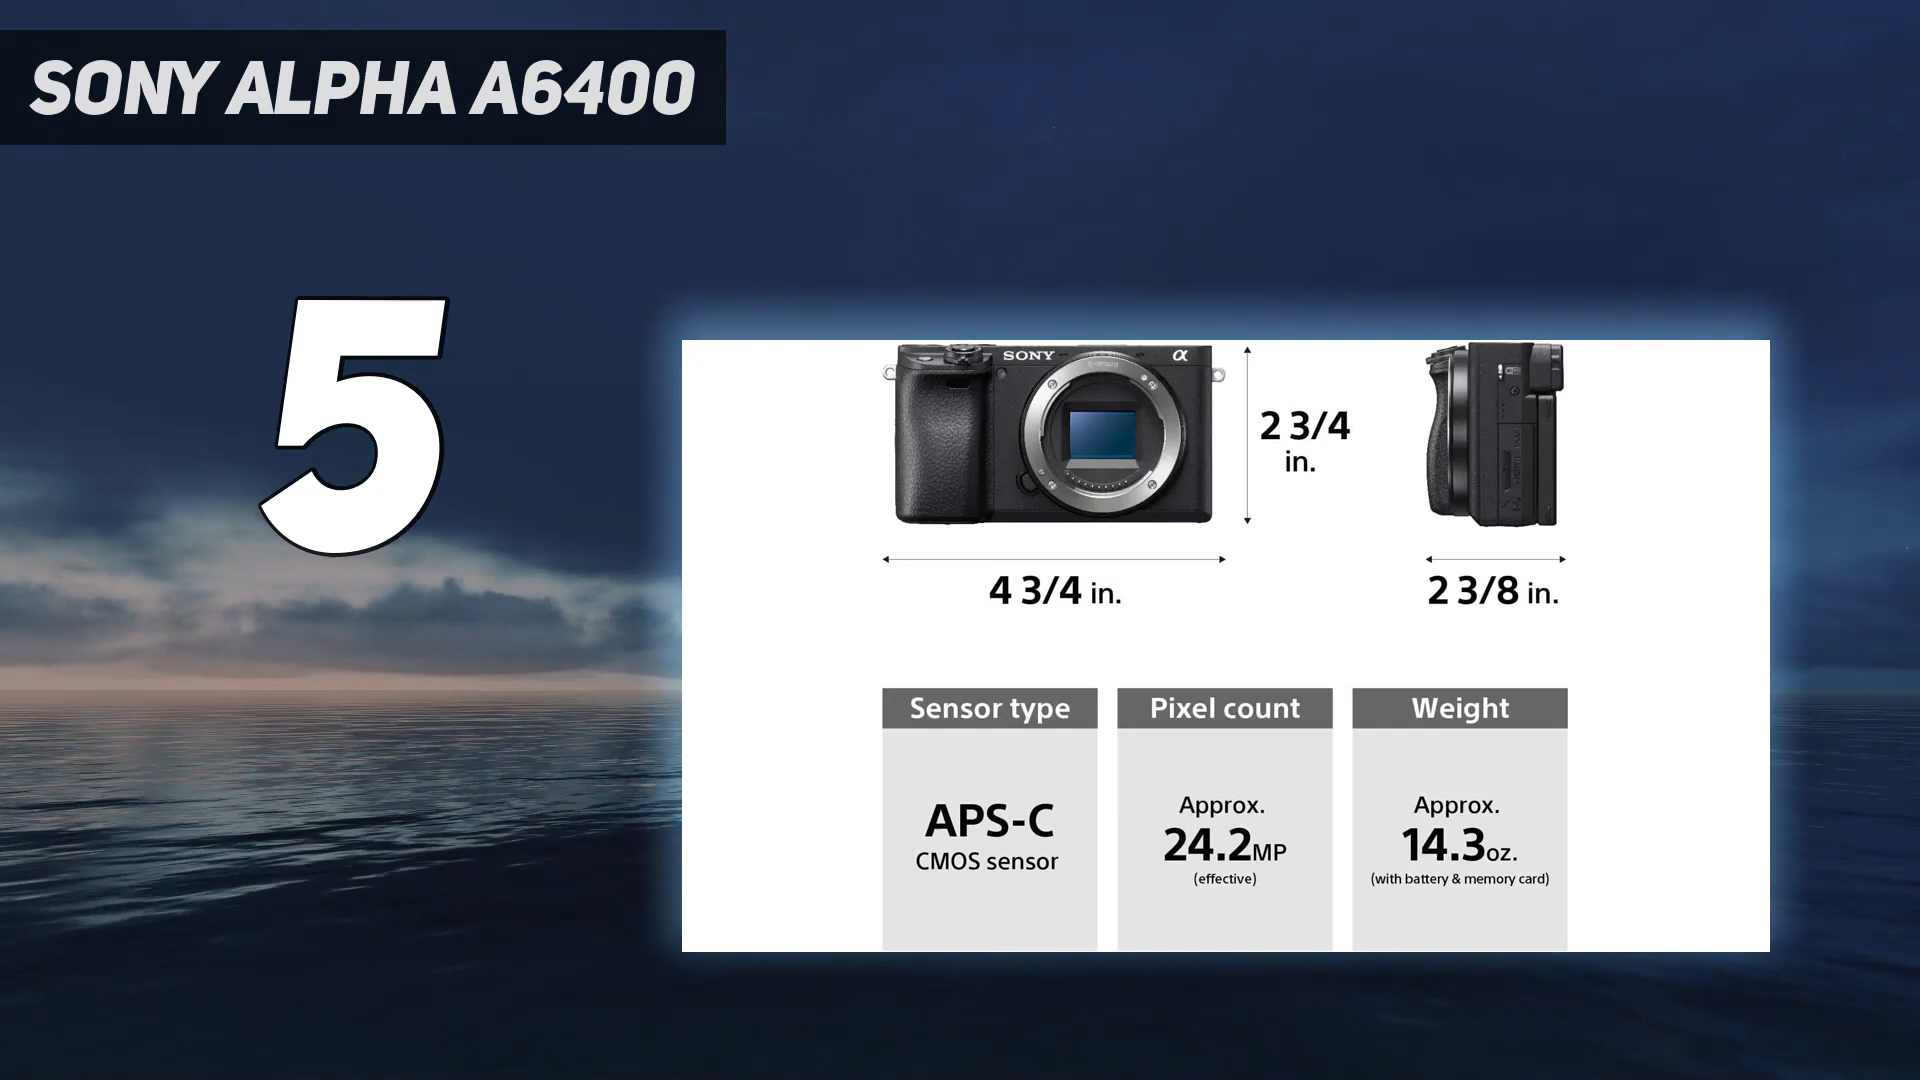 SONY ALPHA A6400
5
SONY
α
2 3/4
in.
4 3/4 in.
2 3/8 in.
Sensor type
Pixel count
Weight
APS-C
CMOS sensor
Approx.
24.2MP
(effective)
Approx.
14.3oz.
(with battery & memory card)